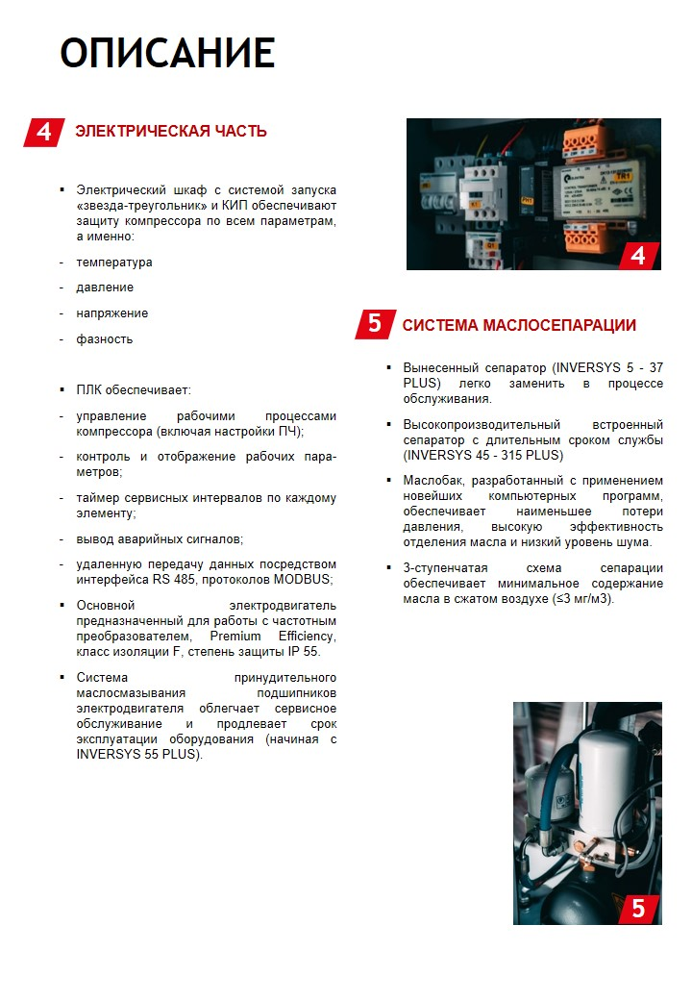 ОПИСАНИЕ
4 ЭЛЕКТРИЧЕСКАЯ ЧАСТЬ
▪ Электрический шкаф с системой запуска
«звезда-треугольник» и КИП обеспечивают
защиту компрессора по всем параметрам,
а именно:
- температура
- давление
- напряжение
- фазность
▪ ПЛК обеспечивает:
- управление рабочими процессами
компрессора (включая настройки ПЧ);
- контроль и отображение рабочих пара-
метров;
- таймер сервисных интервалов по каждому
элементу;
- вывод аварийных сигналов;
- удаленную передачу данных посредством
интерфейса RS 485, протоколов MODBUS;
▪ Основной электродвигатель
предназначенный для работы с частотным
преобразователем, Premium Efficiency,
класс изоляции F, степень защиты IP 55.
▪ Система принудительного
маслосмазывания подшипников
электродвигателя облегчает сервисное
обслуживание и продлевает срок
эксплуатации оборудования (начиная с
INVERSYS 55 PLUS).
TR1
4
5 СИСТЕМА МАСЛОСЕПАРАЦИИ
▪ Вынесенный сепаратор (INVERSYS 5 - 37
PLUS) легко заменить в процессе
обслуживания.
▪ Высокопроизводительный встроенный
сепаратор с длительным сроком службы
(INVERSYS 45 - 315 PLUS)
▪ Маслобак, разработанный с применением
новейших компьютерных программ,
обеспечивает наименьшее потери
давления, высокую эффективность
отделения масла и низкий уровень шума.
▪ 3-ступенчатая схема сепарации
обеспечивает минимальное содержание
масла в сжатом воздухе (≤3 мг/м3).
5